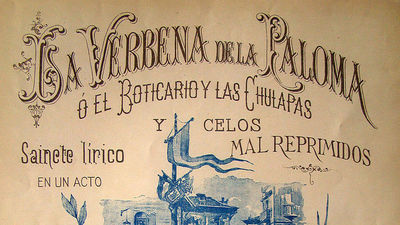 LA VERBENA DE LA PALOMA
Ó EL BOTICARIO Y LAS CHULAPAS
Y CELOS
MAL REPRIMIDOS
Sainete lírico
EN UN ACTO